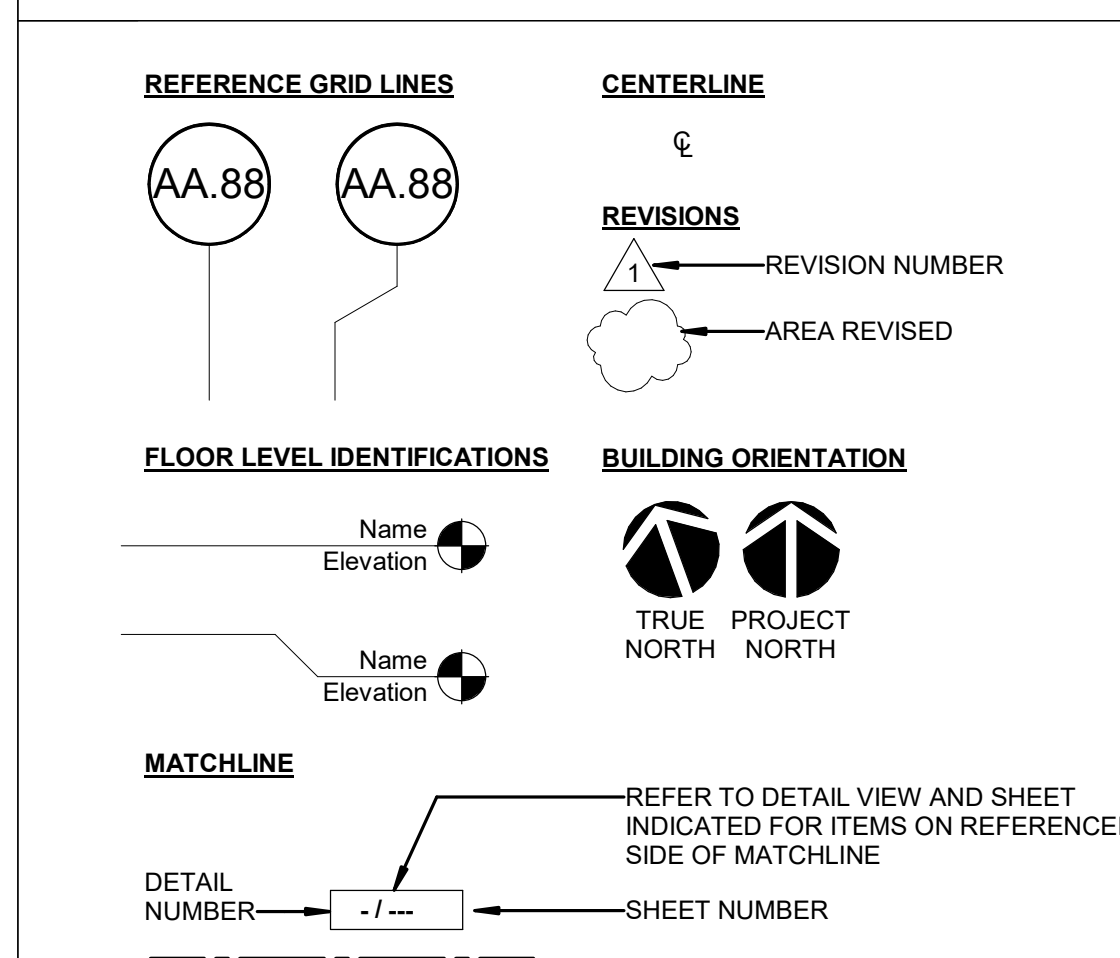 REFERENCE GRID LINES
AA.88 AA.88
CENTERLINE
℄
REVISIONS
1
REVISION NUMBER
AREA REVISED
FLOOR LEVEL IDENTIFICATIONS
Name
Elevation
Name
Elevation
BUILDING ORIENTATION
TRUE
NORTH
PROJECT
NORTH
MATCHLINE
REFER TO DETAIL VIEW AND SHEET
INDICATED FOR ITEMS ON REFERENCE
SIDE OF MATCHLINE
DETAIL
NUMBER
- / ---
SHEET NUMBER